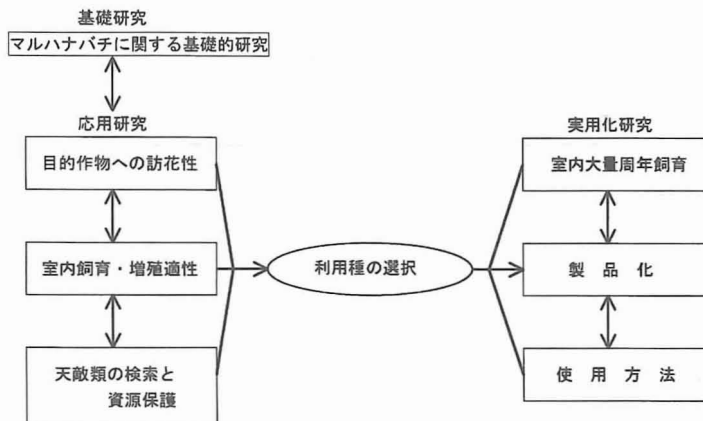 基礎研究
マルハナバチに関する基礎的研究
応用研究
目的作物への訪花性
室内飼育・増殖適性
天敵類の検索と
資源保護
利用種の選択
実用化研究
室内大量周年飼育
製品化
使用方法